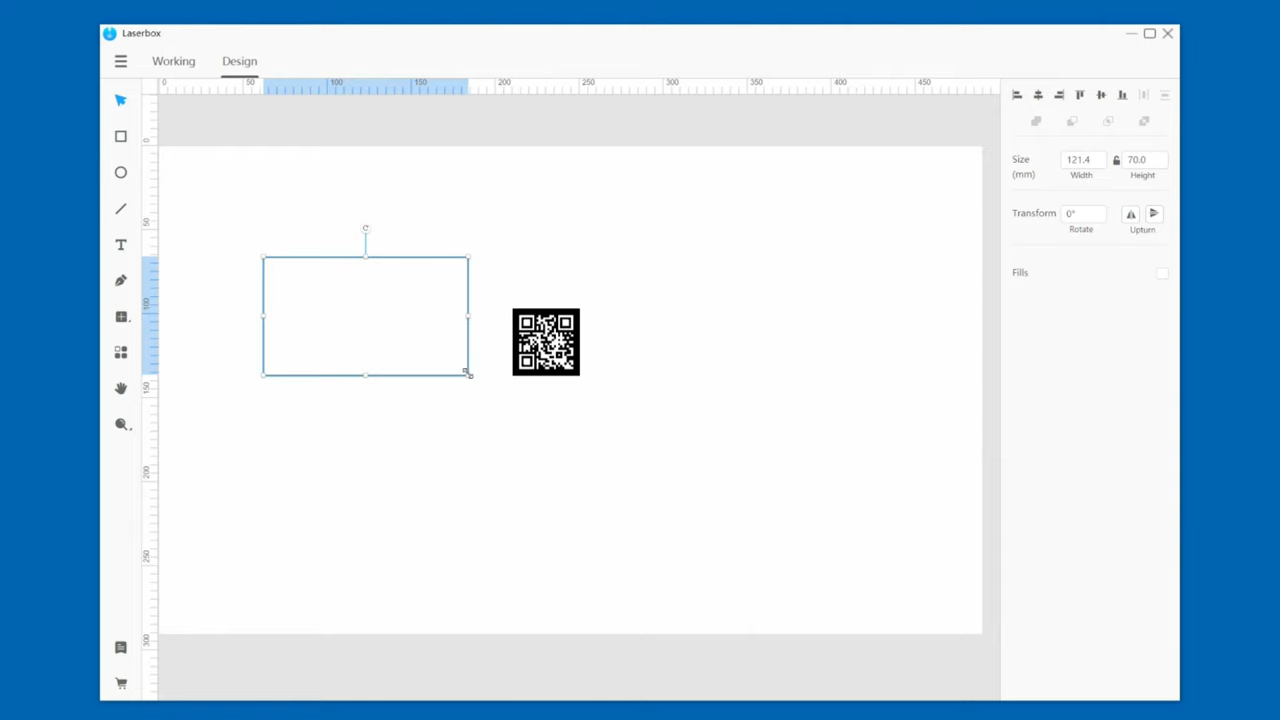 Laserbox
Working Design
0 50 100 150 200 250 300 350 400 450
0
50
100
150
200
250
300
Size
(mm)
121.4
70.0
Width
Height
Transform
0°
Rotate
Upturn
Fills